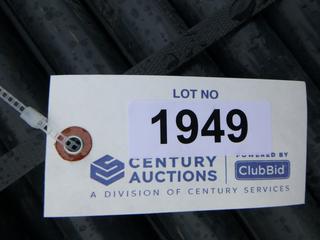 LOT NO
1949
CENTURY AUCTIONS
POWERED BY
ClubBid
A DIVISION OF CENTURY SERVICES